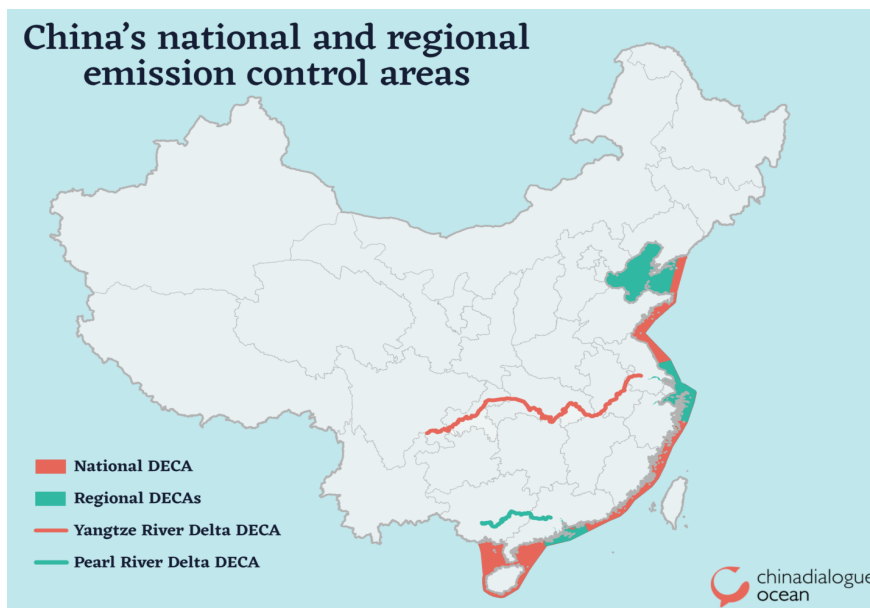 China’s national and regional
emission control areas
National DECA
Regional DECAs
Yangtze River Delta DECA
Pearl River Delta DECA
chinadialogue
ocean